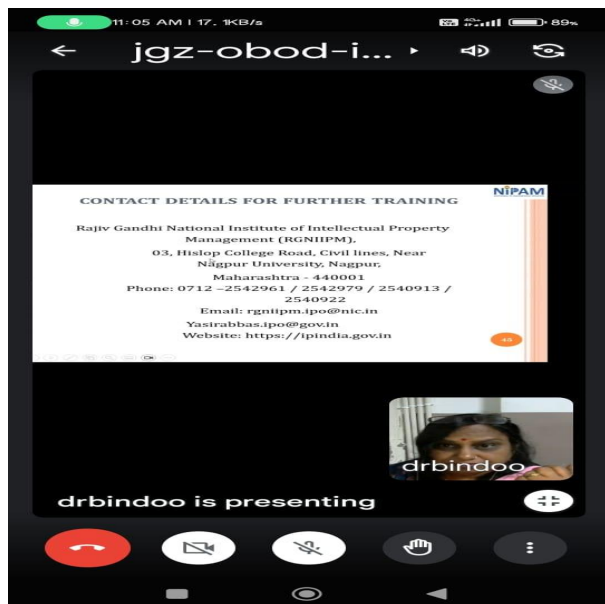 11:05 AM | 17.1KB/s
89%
jgz-obod-i...
NiPAM
CONTACT DETAILS FOR FURTHER TRAINING
Rajiv Gandhi National Institute of Intellectual Property
Management (RGNIIPM),
03, Hislop College Road, Civil lines, Near
Nagpur University, Nagpur,
Maharashtra - 440001
Phone: 0712 –2542961 / 2542979 / 2540913 /
2540922
Email: rgniipm.ipo@nic.in
Yasirabbas.ipo@gov.in
Website: https://ipindia.gov.in
43
drbindoo
drbindoo is presenting